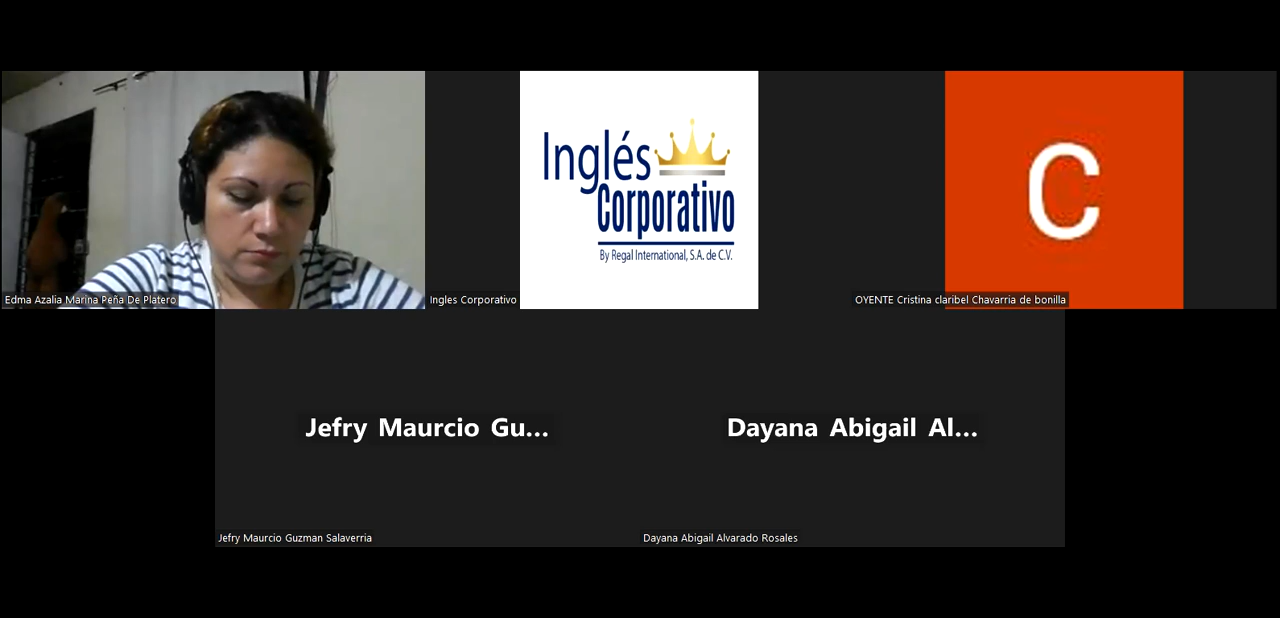 Inglés
Corporativo
By Regal International, S.A. de C.V.
C
Edma Azalia Marina Peña De Platero
Ingles Corporativo
OYENTE Cristina claribel Chavarria de bonilla
Jefry Maurcio Gu...
Dayana Abigail Al...
Jefry Maurcio Guzman Salaverria
Dayana Abigail Alvarado Rosales